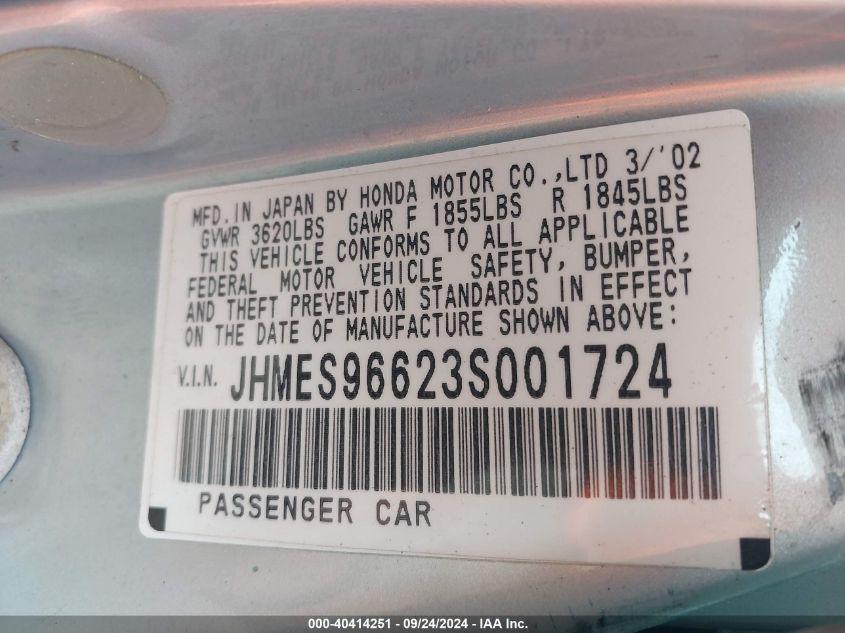 MFD.IN JAPAN BY HONDA MOTOR CO.,LTD 3/'02
GVWR 3620LBS GAWR F 1855LBS R 1845LBS
THIS VEHICLE CONFORMS TO ALL APPLICABLE
FEDERAL MOTOR VEHICLE SAFETY, BUMPER,
AND THEFT PREVENTION STANDARDS IN EFFECT
ON THE DATE OF MANUFACTURE SHOWN ABOVE:
V.I.N. JHMES96623S001724
PASSENGER CAR
000-40414251 - 09/24/2024 - IAA Inc.